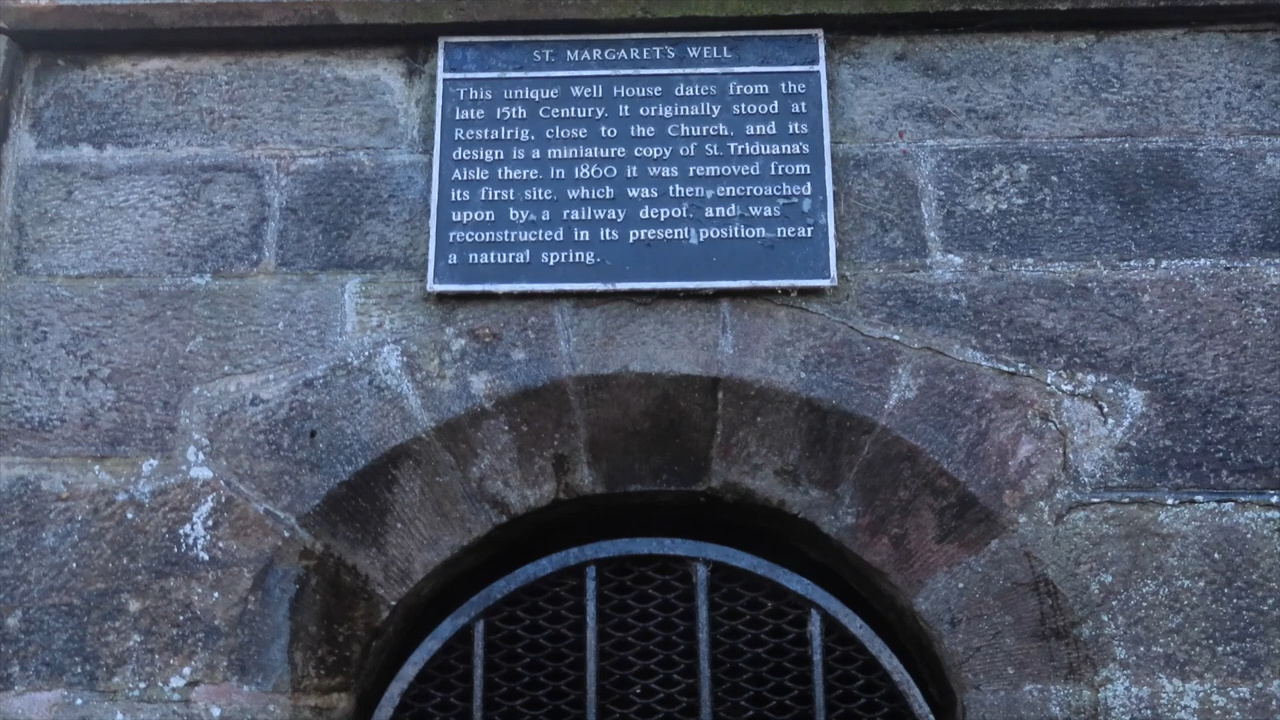 ST. MARGARET'S WELL
This unique Well House dates from the
late 15th Century. It originally stood at
Restalrig, close to the Church, and its
design is a miniature copy of St. Triduana's
Aisle there. In 1860 it was removed from
its first site, which was then encroached
upon by a railway depot, and was
reconstructed in its present position near
a natural spring.